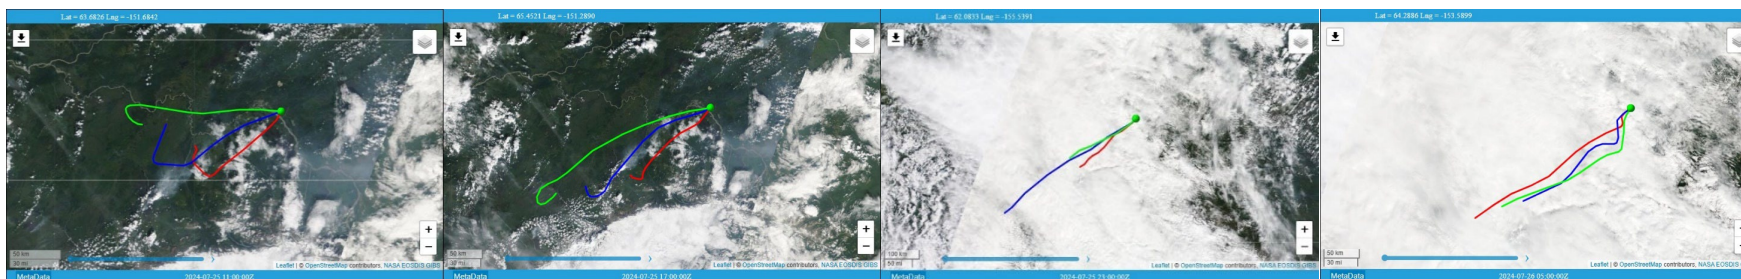 Lat = 63.6826 Lng = -151.6842
50 km
30 mi
+
−
Leaflet | © OpenStreetMap contributors, NASA EOSDIS GIBS
MetaData
2024-07-25 11:00:00Z
Lat = 65.4521 Lng = -151.2890
50 km
30 mi
+
−
Leaflet | © OpenStreetMap contributors, NASA EOSDIS GIBS
MetaData
2024-07-25 17:00:00Z
Lat = 62.0833 Lng = -155.5391
100 km
50 mi
+
−
Leaflet | © OpenStreetMap contributors, NASA EOSDIS GIBS
MetaData
2024-07-25 23:00:00Z
Lat = 64.2886 Lng = -153.5899
50 km
30 mi
+
−
Leaflet | © OpenStreetMap contributors, NASA EOSDIS GIBS
MetaData
2024-07-26 05:00:00Z